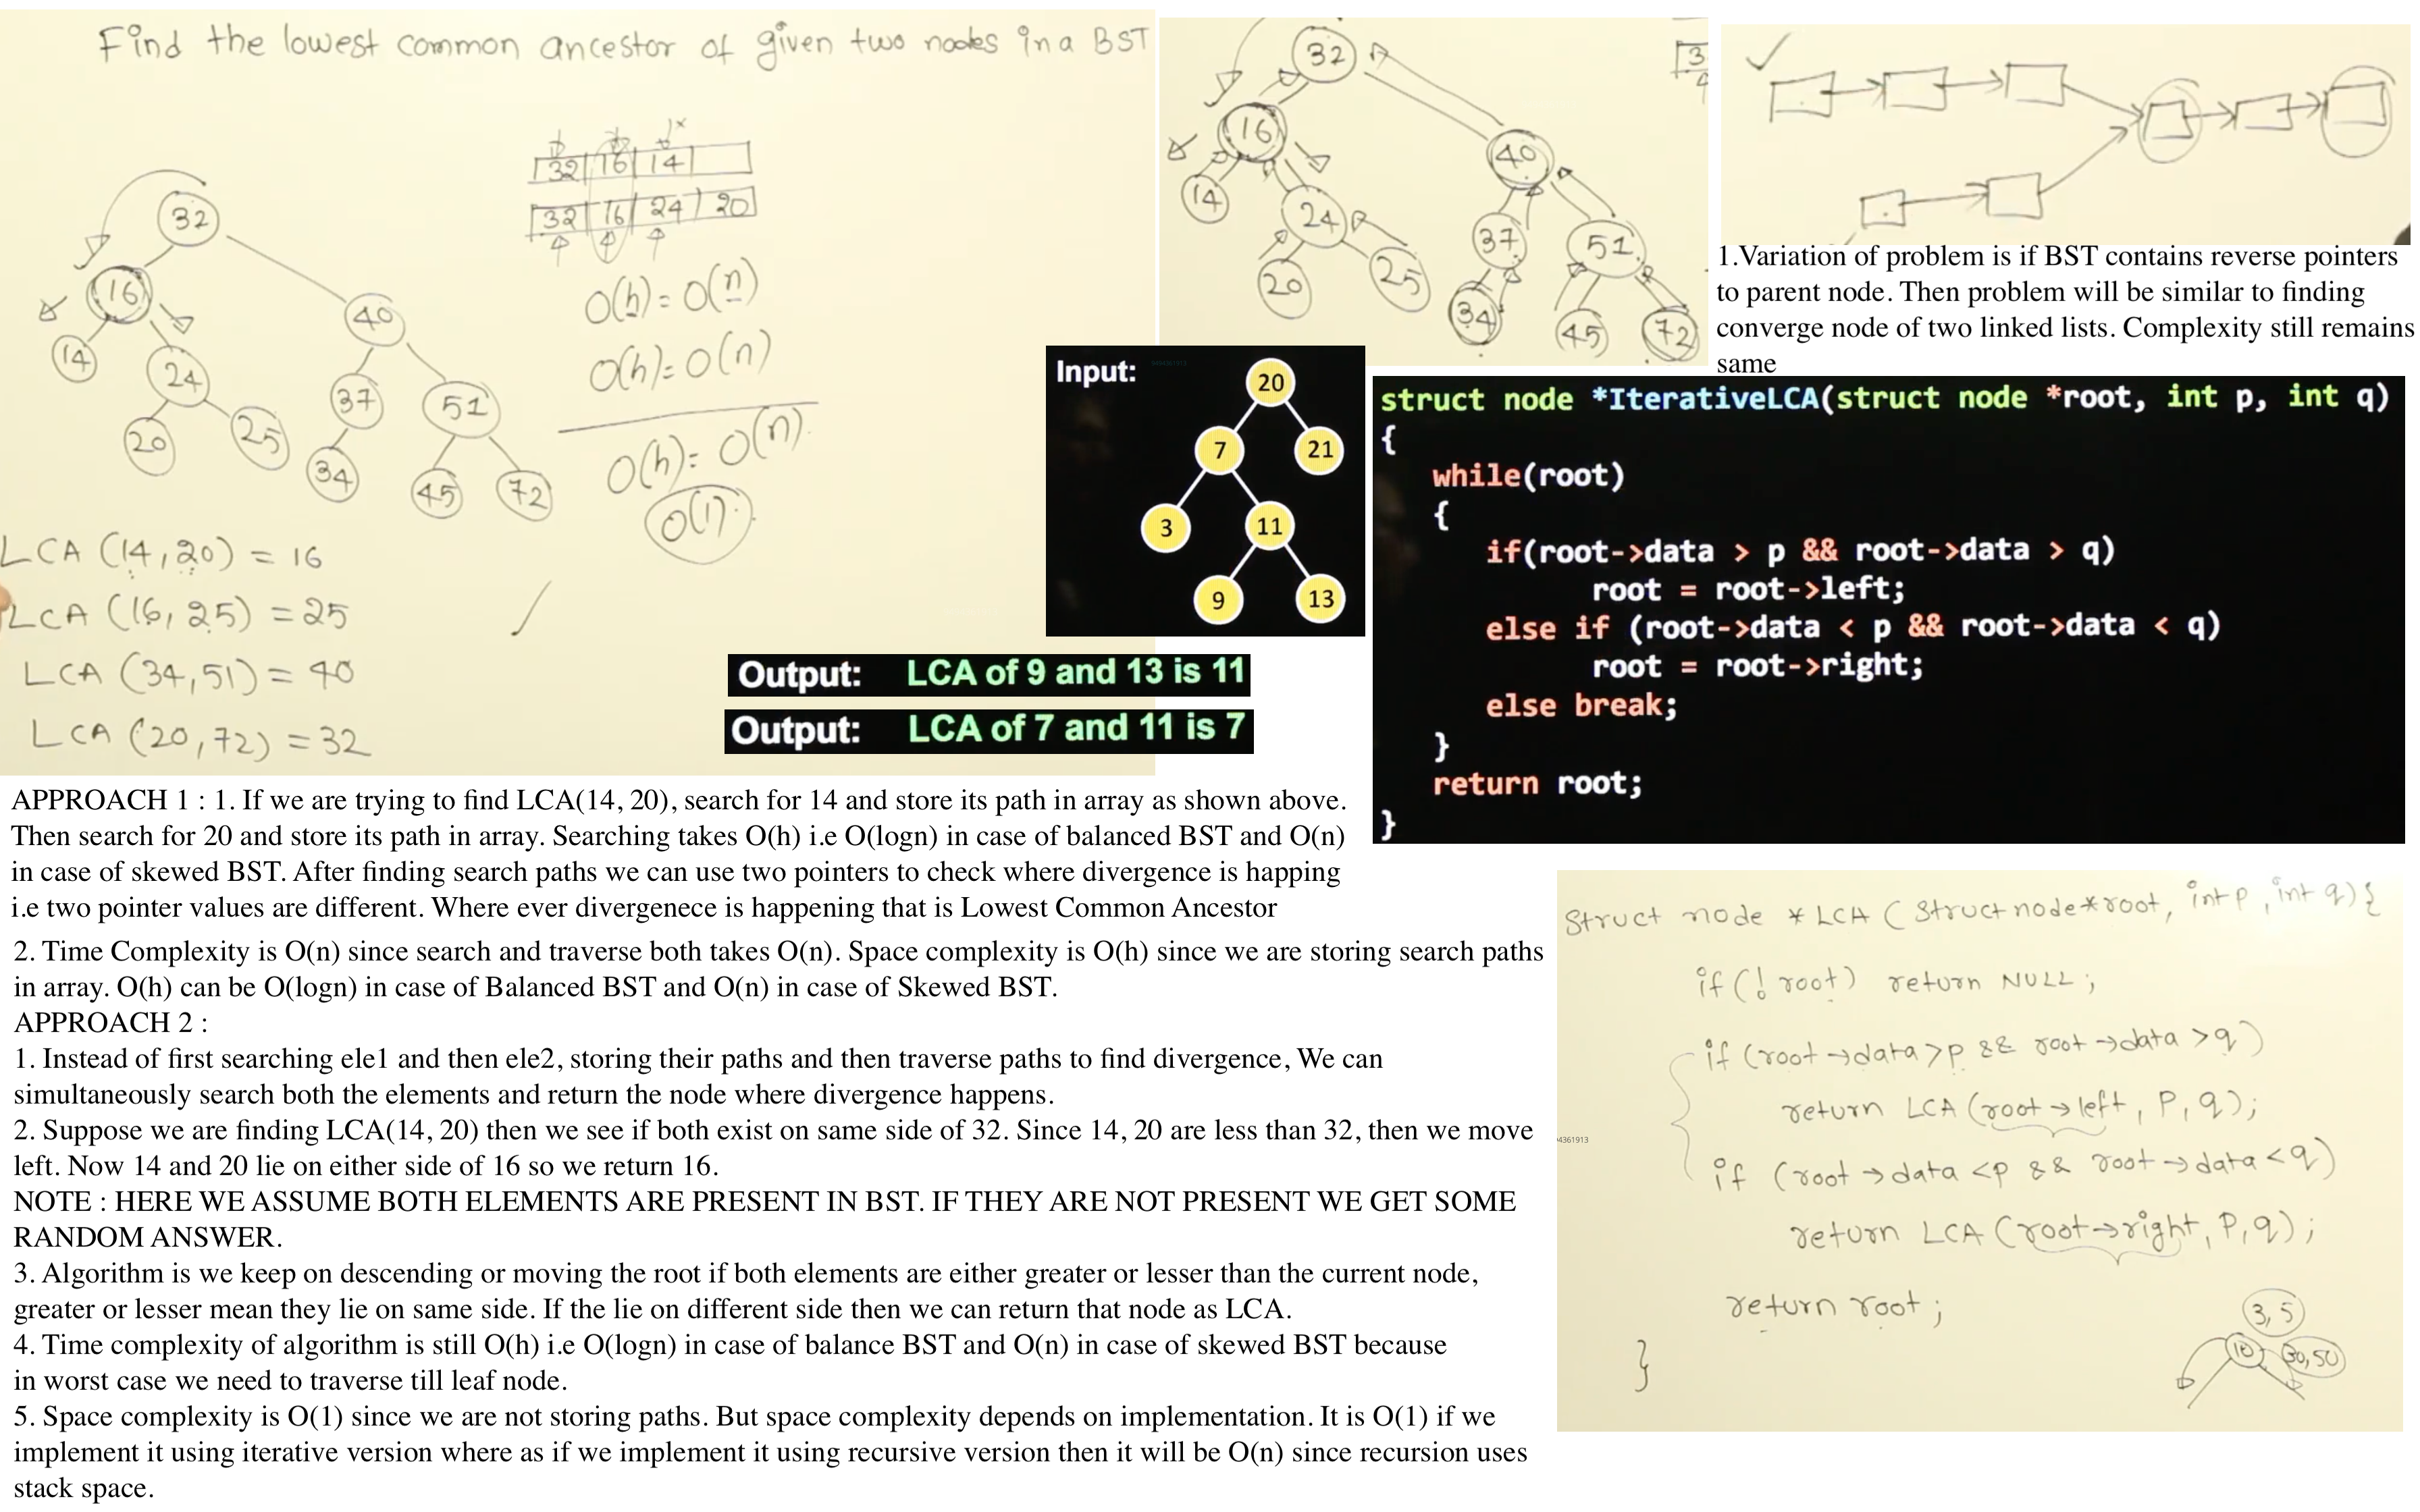 Find the lowest common ancestor of given two nodes in a BST
32 16 14
32 16 24 20
32
16
40
14
24
37
51
20
25
34
45
72
O(h) = O(n)
O(h) = O(n)
O(h) = O(n)
O(1)
LCA (14, 20) = 16
LCA (16, 25) = 25
LCA (34, 51) = 40
LCA (20, 72) = 32
32
16
40
14
24
37
51
20
25
34
45
72
3
1.Variation of problem is if BST contains reverse pointers
to parent node. Then problem will be similar to finding
converge node of two linked lists. Complexity still remains
same
Input:
20
7
21
3
11
9
13
Output: LCA of 9 and 13 is 11
Output: LCA of 7 and 11 is 7
struct node *IterativeLCA(struct node *root, int p, int q)
{
while(root)
{
if(root->data > p && root->data > q)
root = root->left;
else if (root->data < p && root->data < q)
root = root->right;
else break;
}
return root;
}
APPROACH 1 : 1. If we are trying to find LCA(14, 20), search for 14 and store its path in array as shown above.
Then search for 20 and store its path in array. Searching takes O(h) i.e O(logn) in case of balanced BST and O(n)
in case of skewed BST. After finding search paths we can use two pointers to check where divergence is happing
i.e two pointer values are different. Where ever divergenece is happening that is Lowest Common Ancestor
2. Time Complexity is O(n) since search and traverse both takes O(n). Space complexity is O(h) since we are storing search paths
in array. O(h) can be O(logn) in case of Balanced BST and O(n) in case of Skewed BST.
APPROACH 2 :
1. Instead of first searching ele1 and then ele2, storing their paths and then traverse paths to find divergence, We can
simultaneously search both the elements and return the node where divergence happens.
2. Suppose we are finding LCA(14, 20) then we see if both exist on same side of 32. Since 14, 20 are less than 32, then we move
left. Now 14 and 20 lie on either side of 16 so we return 16.
NOTE : HERE WE ASSUME BOTH ELEMENTS ARE PRESENT IN BST. IF THEY ARE NOT PRESENT WE GET SOME
RANDOM ANSWER.
3. Algorithm is we keep on descending or moving the root if both elements are either greater or lesser than the current node,
greater or lesser mean they lie on same side. If the lie on different side then we can return that node as LCA.
4. Time complexity of algorithm is still O(h) i.e O(logn) in case of balance BST and O(n) in case of skewed BST because
in worst case we need to traverse till leaf node.
5. Space complexity is O(1) since we are not storing paths. But space complexity depends on implementation. It is O(1) if we
implement it using iterative version where as if we implement it using recursive version then it will be O(n) since recursion uses
stack space.
struct node * LCA ( struct node *root, int p, int q) {
if (! root) return NULL ;
if (root → data > p && root → data > q)
return LCA (root → left, P, q);
if (root → data < p && root → data < q)
return LCA (root → right, P, q) ;
return root ;
}
3, 5
10
30, 50
94361913